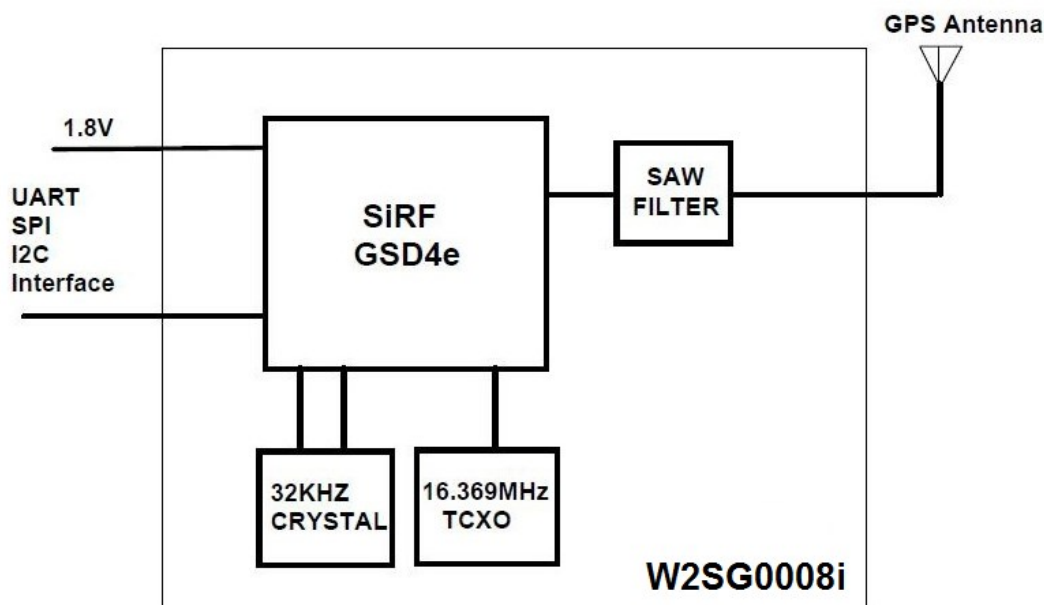 GPS Antenna
1.8V
UART
SPI
I2C
Interface
SiRF
GSD4e
SAW
FILTER
32KHZ
CRYSTAL
16.369MHz
TCXO
W2SG0008i